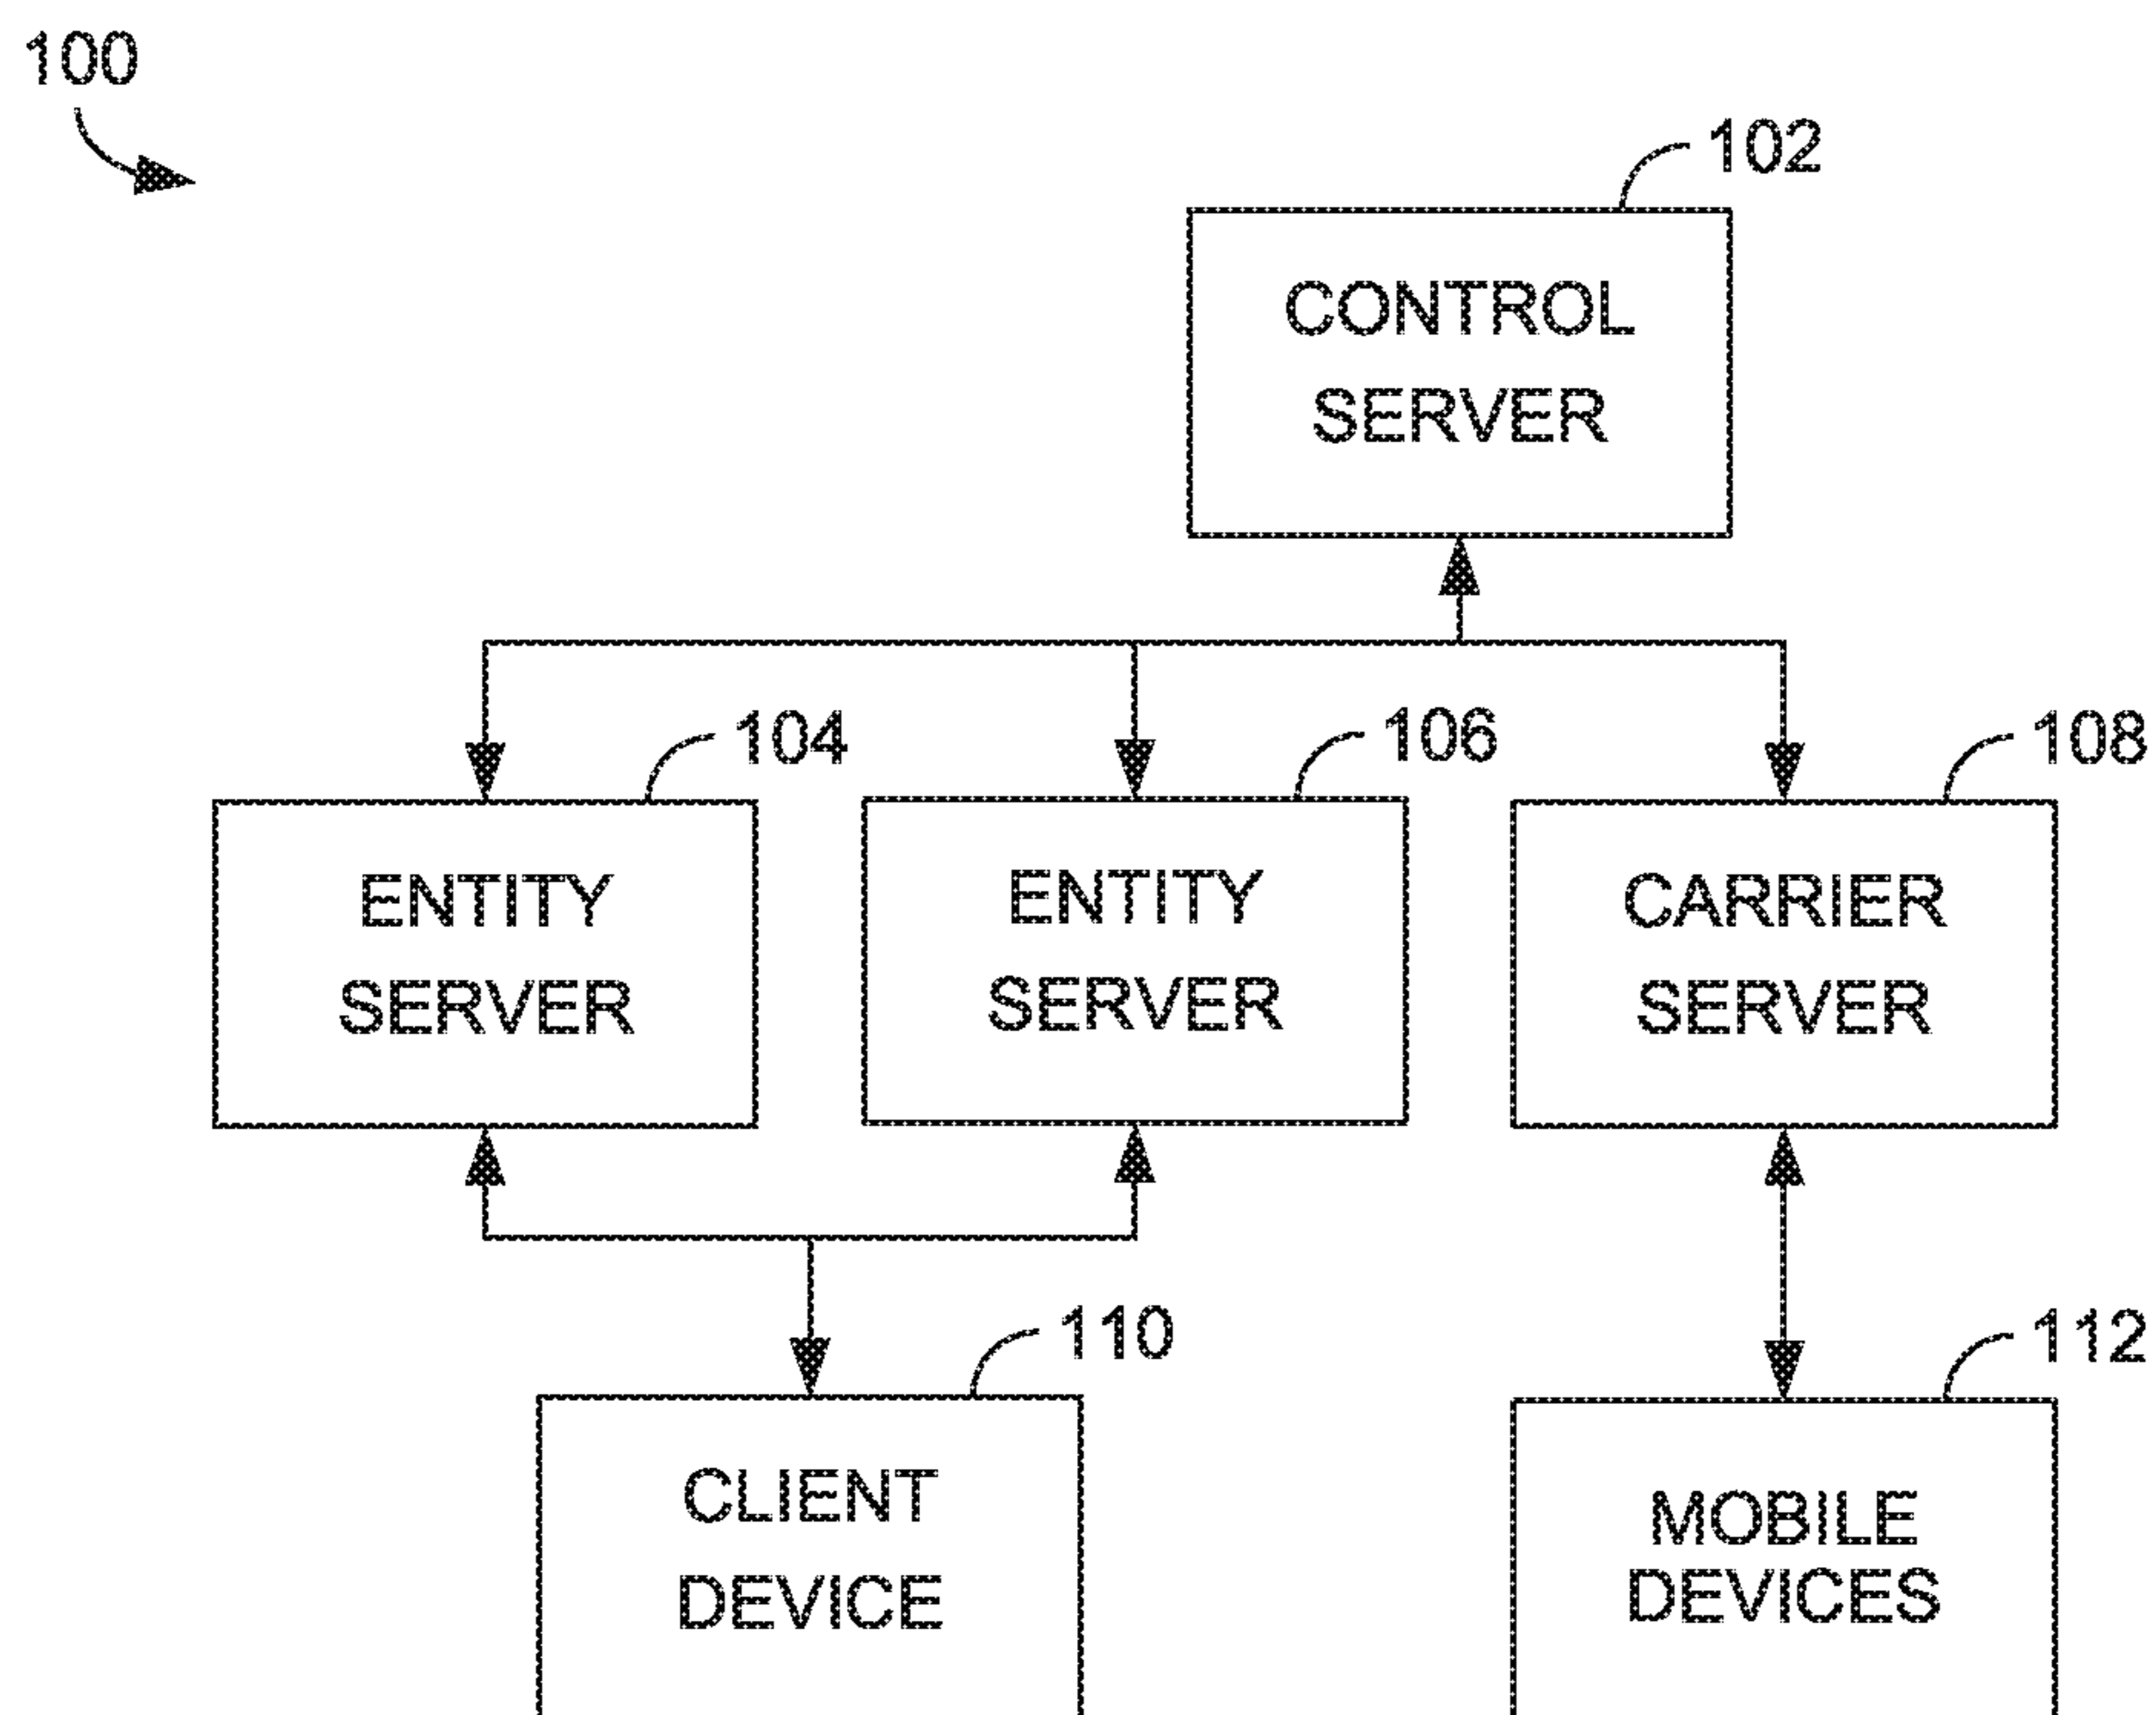 100
102
CONTROL
SERVER
104
106
108
ENTITY
SERVER
ENTITY
SERVER
CARRIER
SERVER
110
112
CLIENT
DEVICE
MOBILE
DEVICES